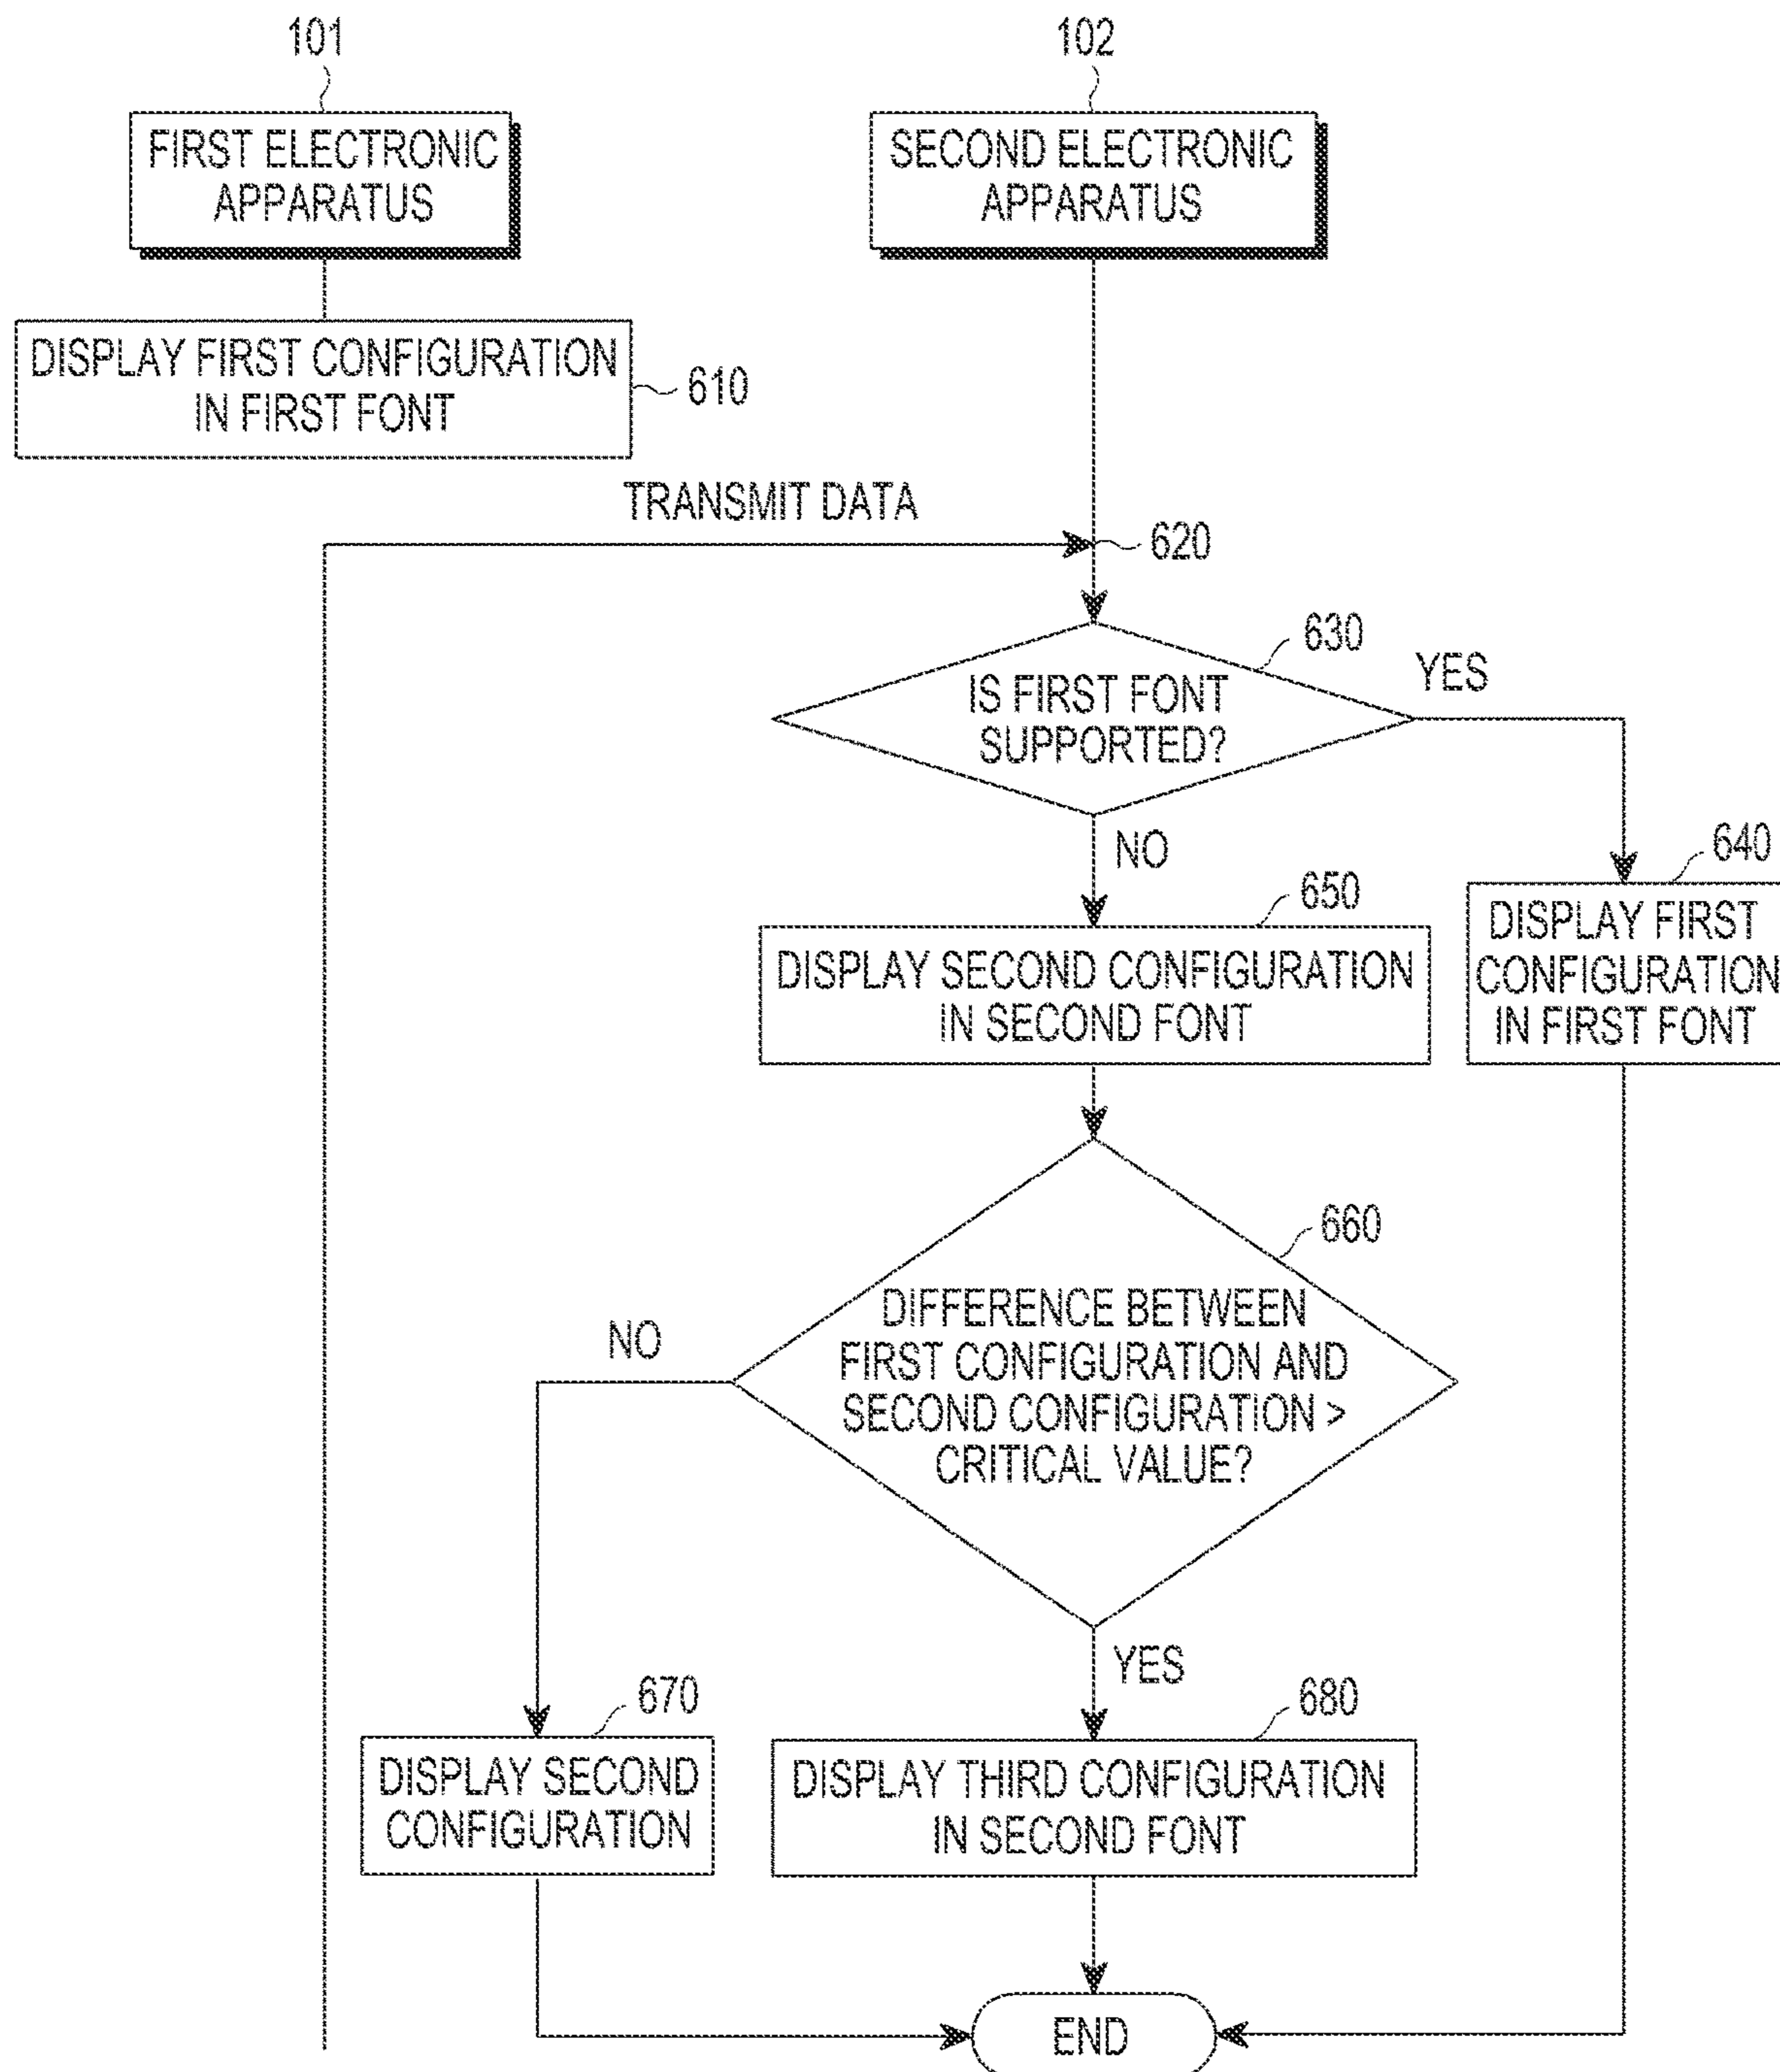 101
102
FIRST ELECTRONIC
APPARATUS
SECOND ELECTRONIC
APPARATUS
DISPLAY FIRST CONFIGURATION
IN FIRST FONT
610
TRANSMIT DATA
620
630
IS FIRST FONT
SUPPORTED?
YES
NO
640
DISPLAY FIRST
CONFIGURATION
IN FIRST FONT
650
DISPLAY SECOND CONFIGURATION
IN SECOND FONT
660
DIFFERENCE BETWEEN
FIRST CONFIGURATION AND
SECOND CONFIGURATION >
CRITICAL VALUE?
NO
YES
670
DISPLAY SECOND
CONFIGURATION
680
DISPLAY THIRD CONFIGURATION
IN SECOND FONT
END